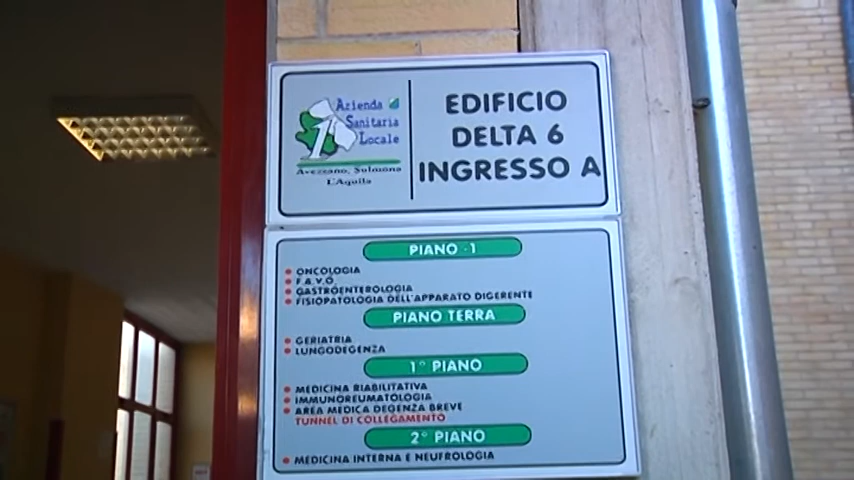 Azienda
Sanitaria
Locale
1
Avezzano, Sulmona
L'Aquila
EDIFICIO
DELTA 6
INGRESSO A
PIANO -1
ONCOLOGIA
F.A.V.O.
GASTROENTEROLOGIA
FISIOPATOLOGIA DELL'APPARATO DIGERENTE
PIANO TERRA
GERIATRIA
LUNGODEGENZA
1° PIANO
MEDICINA RIABILITATIVA
IMMUNOREUMATOLOGIA
AREA MEDICA DEGENZA BREVE
TUNNEL DI COLLEGAMENTO
2° PIANO
MEDICINA INTERNA E NEUFROLOGIA